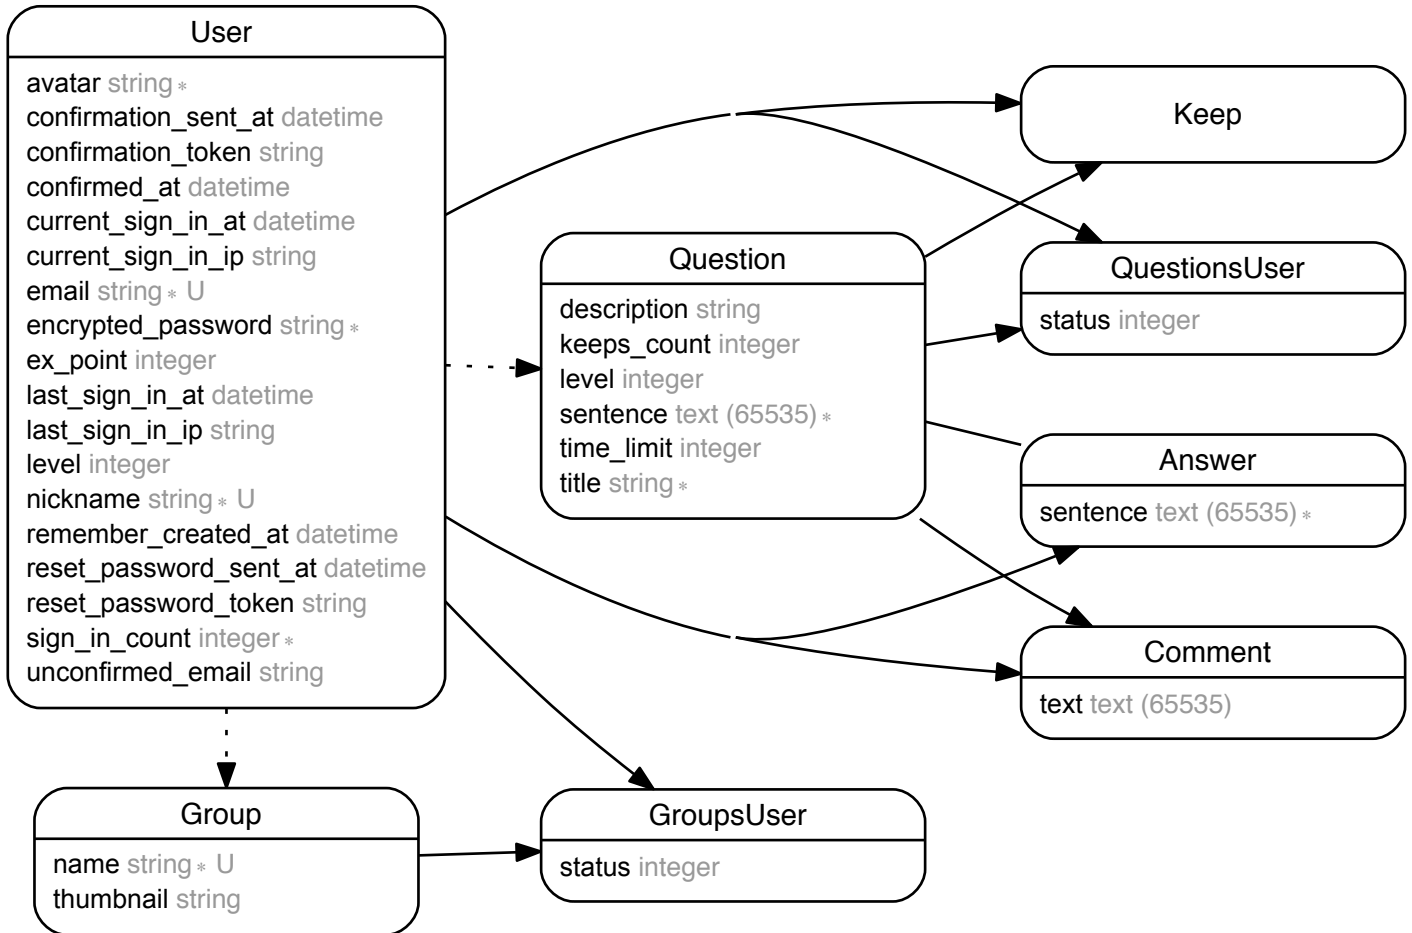 User
avatar string *
confirmation_sent_at datetime
confirmation_token string
confirmed_at datetime
current_sign_in_at datetime
current_sign_in_ip string
email string * U
encrypted_password string *
ex_point integer
last_sign_in_at datetime
last_sign_in_ip string
level integer
nickname string * U
remember_created_at datetime
reset_password_sent_at datetime
reset_password_token string
sign_in_count integer *
unconfirmed_email string
Group
name string * U
thumbnail string
Question
description string
keeps_count integer
level integer
sentence text (65535) *
time_limit integer
title string *
GroupsUser
status integer
Keep
QuestionsUser
status integer
Answer
sentence text (65535) *
Comment
text text (65535)